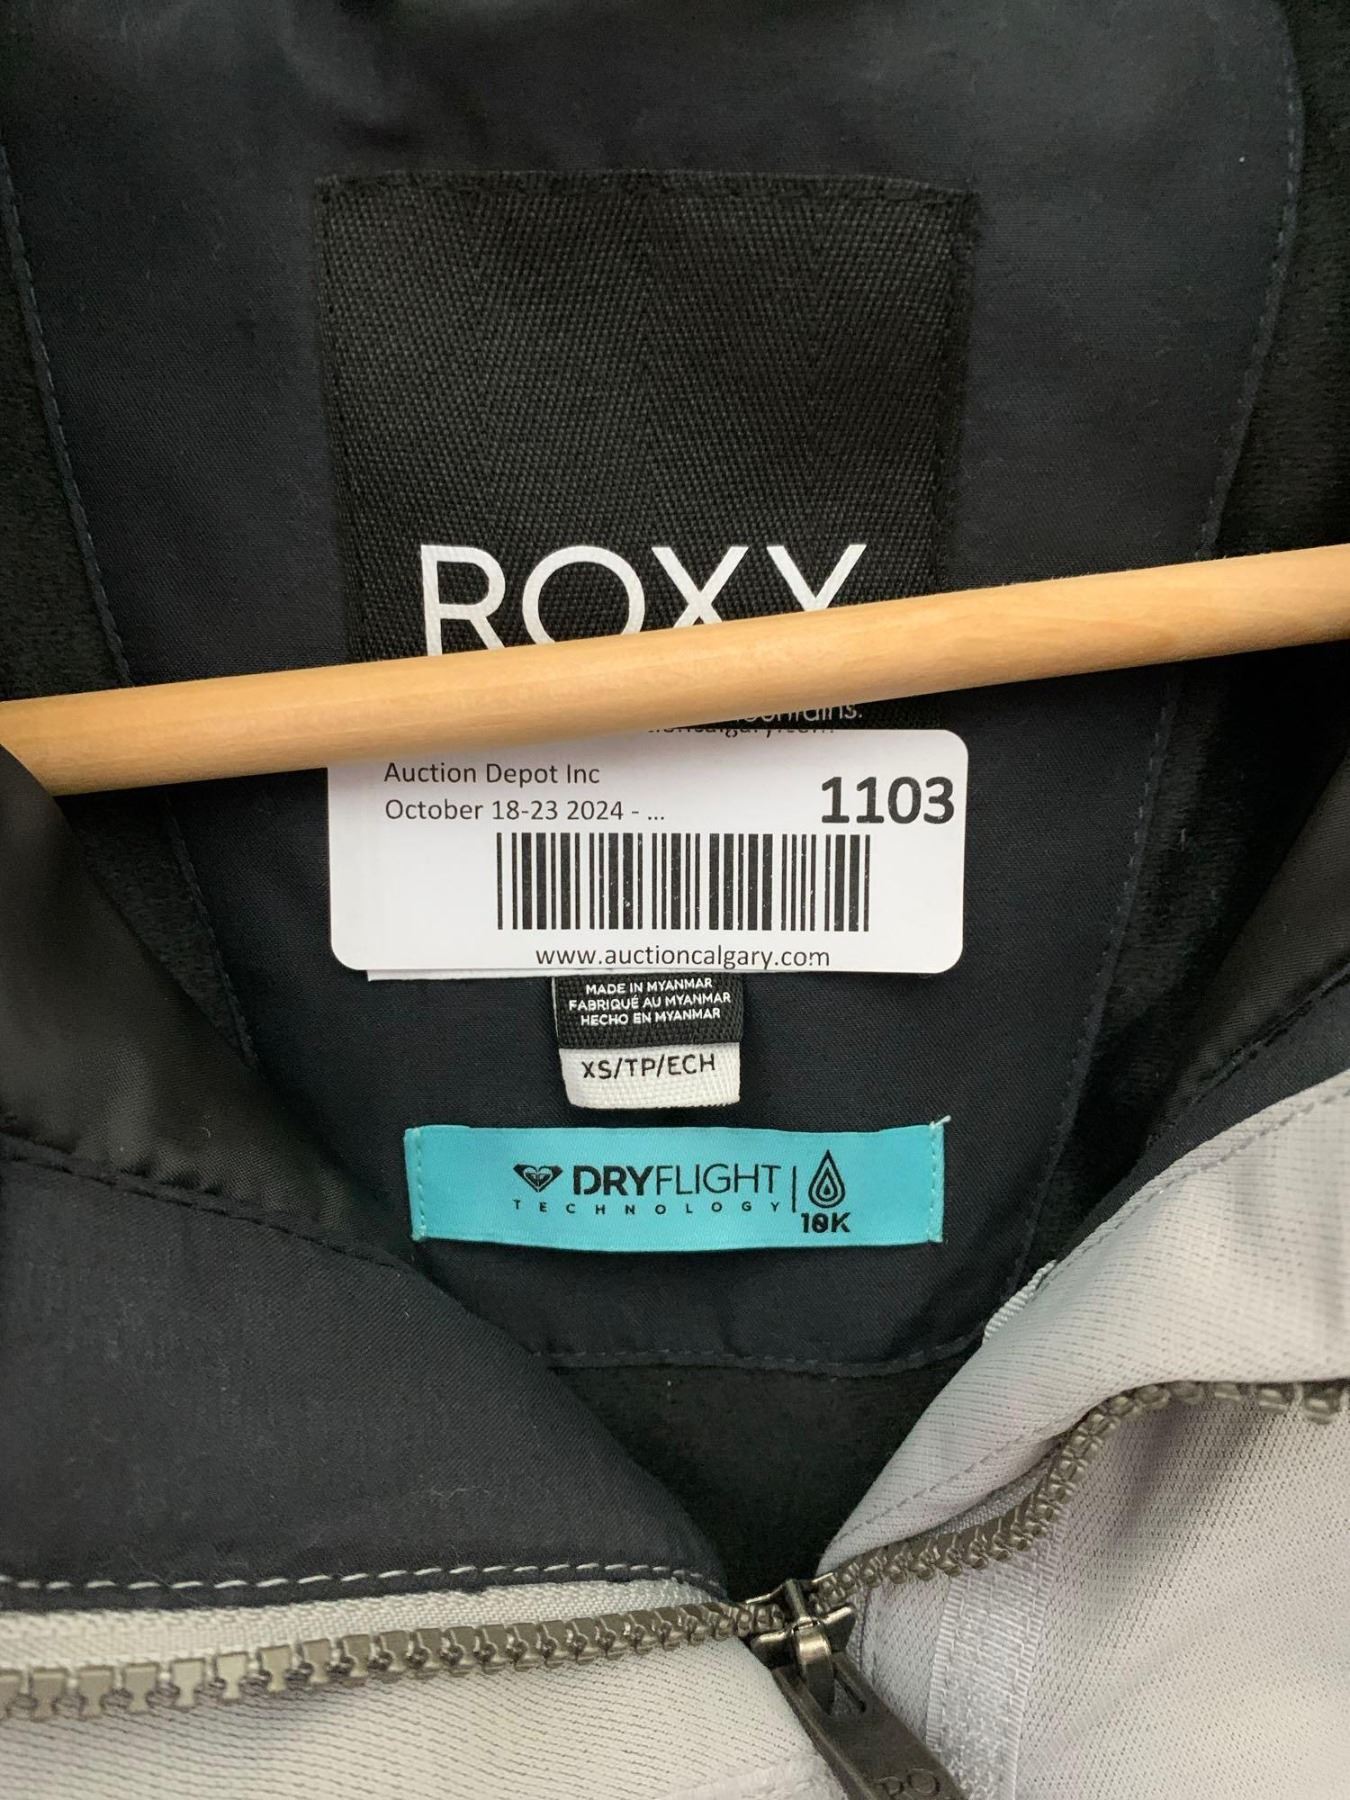 ROXY
Auction Depot Inc
October 18-23 2024 - ...
1103
www.auctioncalgary.com
MADE IN MYANMAR
FABRIQUÉ AU MYANMAR
HECHO EN MYANMAR
XS/TP/ECH
DRYFLIGHT
TECHNOLOGY
10K